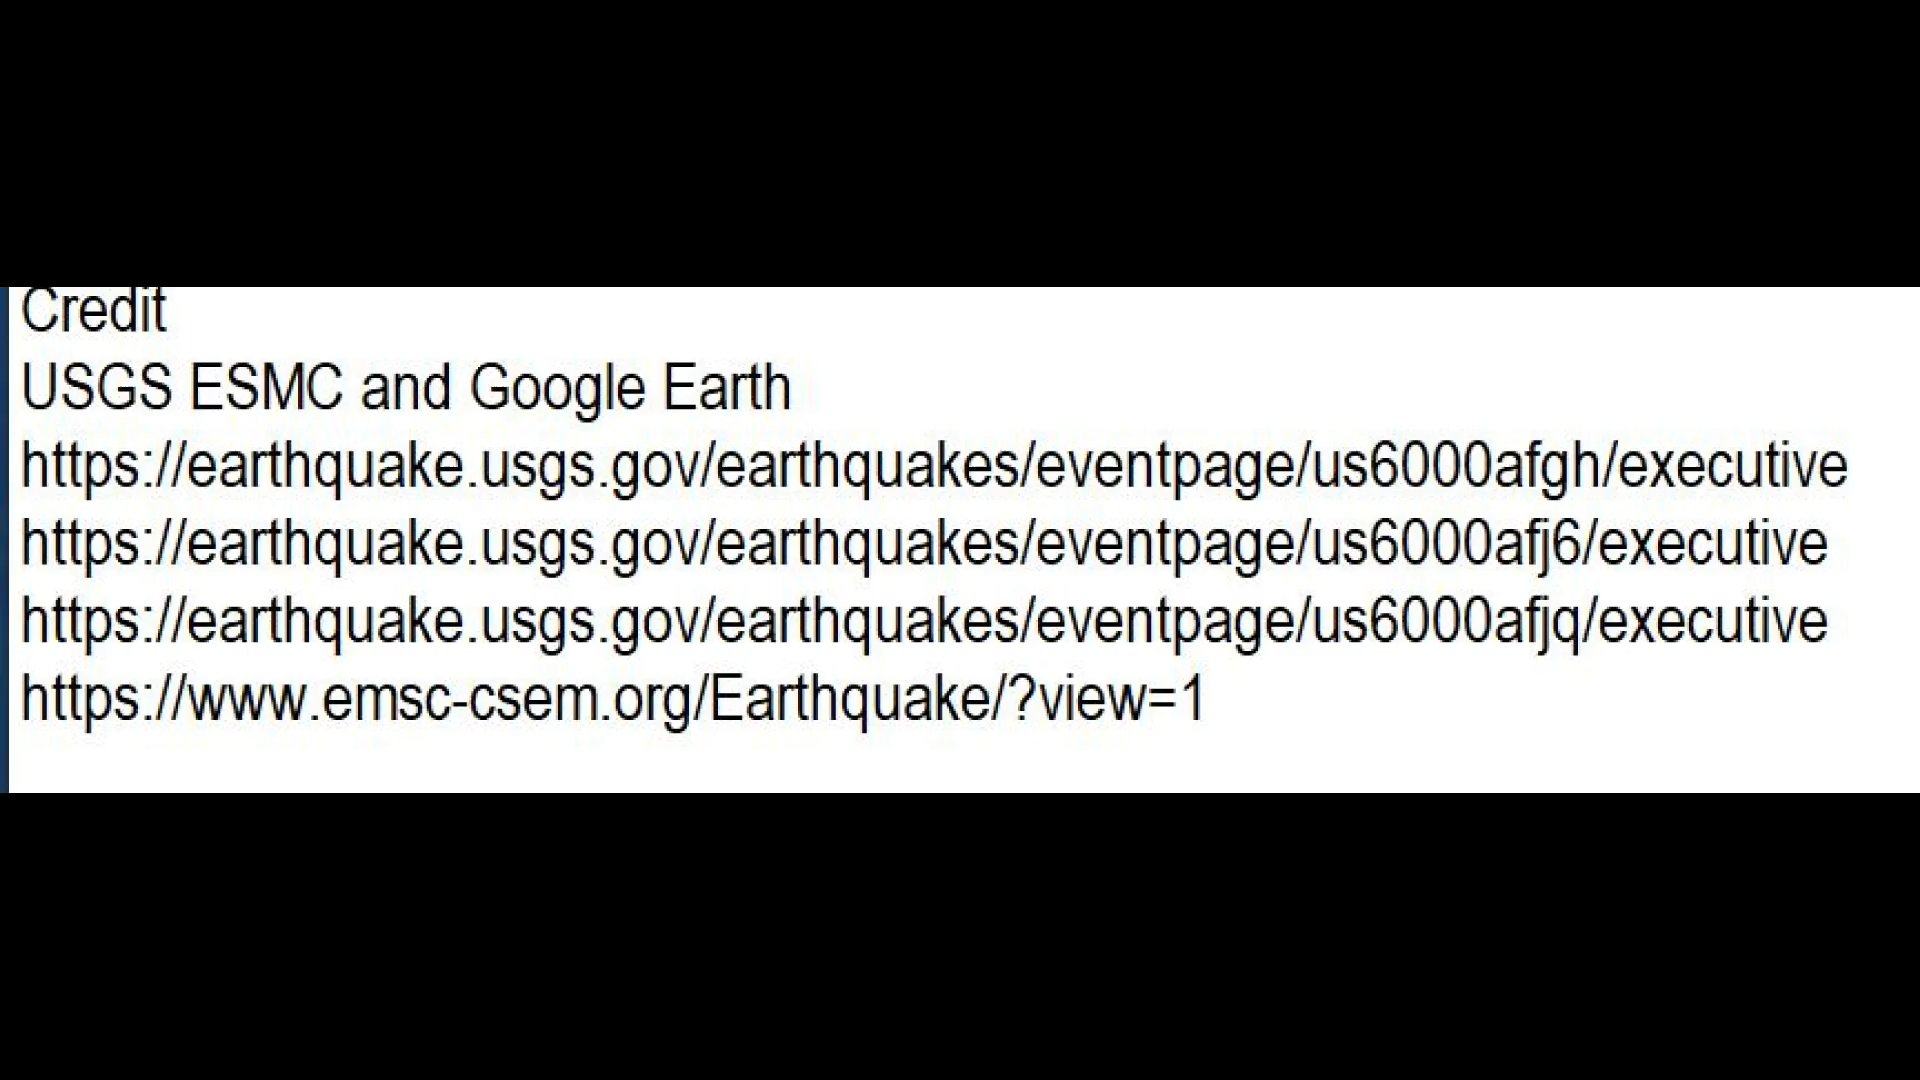 Credit
USGS ESMC and Google Earth
https://earthquake.usgs.gov/earthquakes/eventpage/us6000afgh/executive
https://earthquake.usgs.gov/earthquakes/eventpage/us6000afj6/executive
https://earthquake.usgs.gov/earthquakes/eventpage/us6000afjq/executive
https://www.emsc-csem.org/Earthquake/?view=1